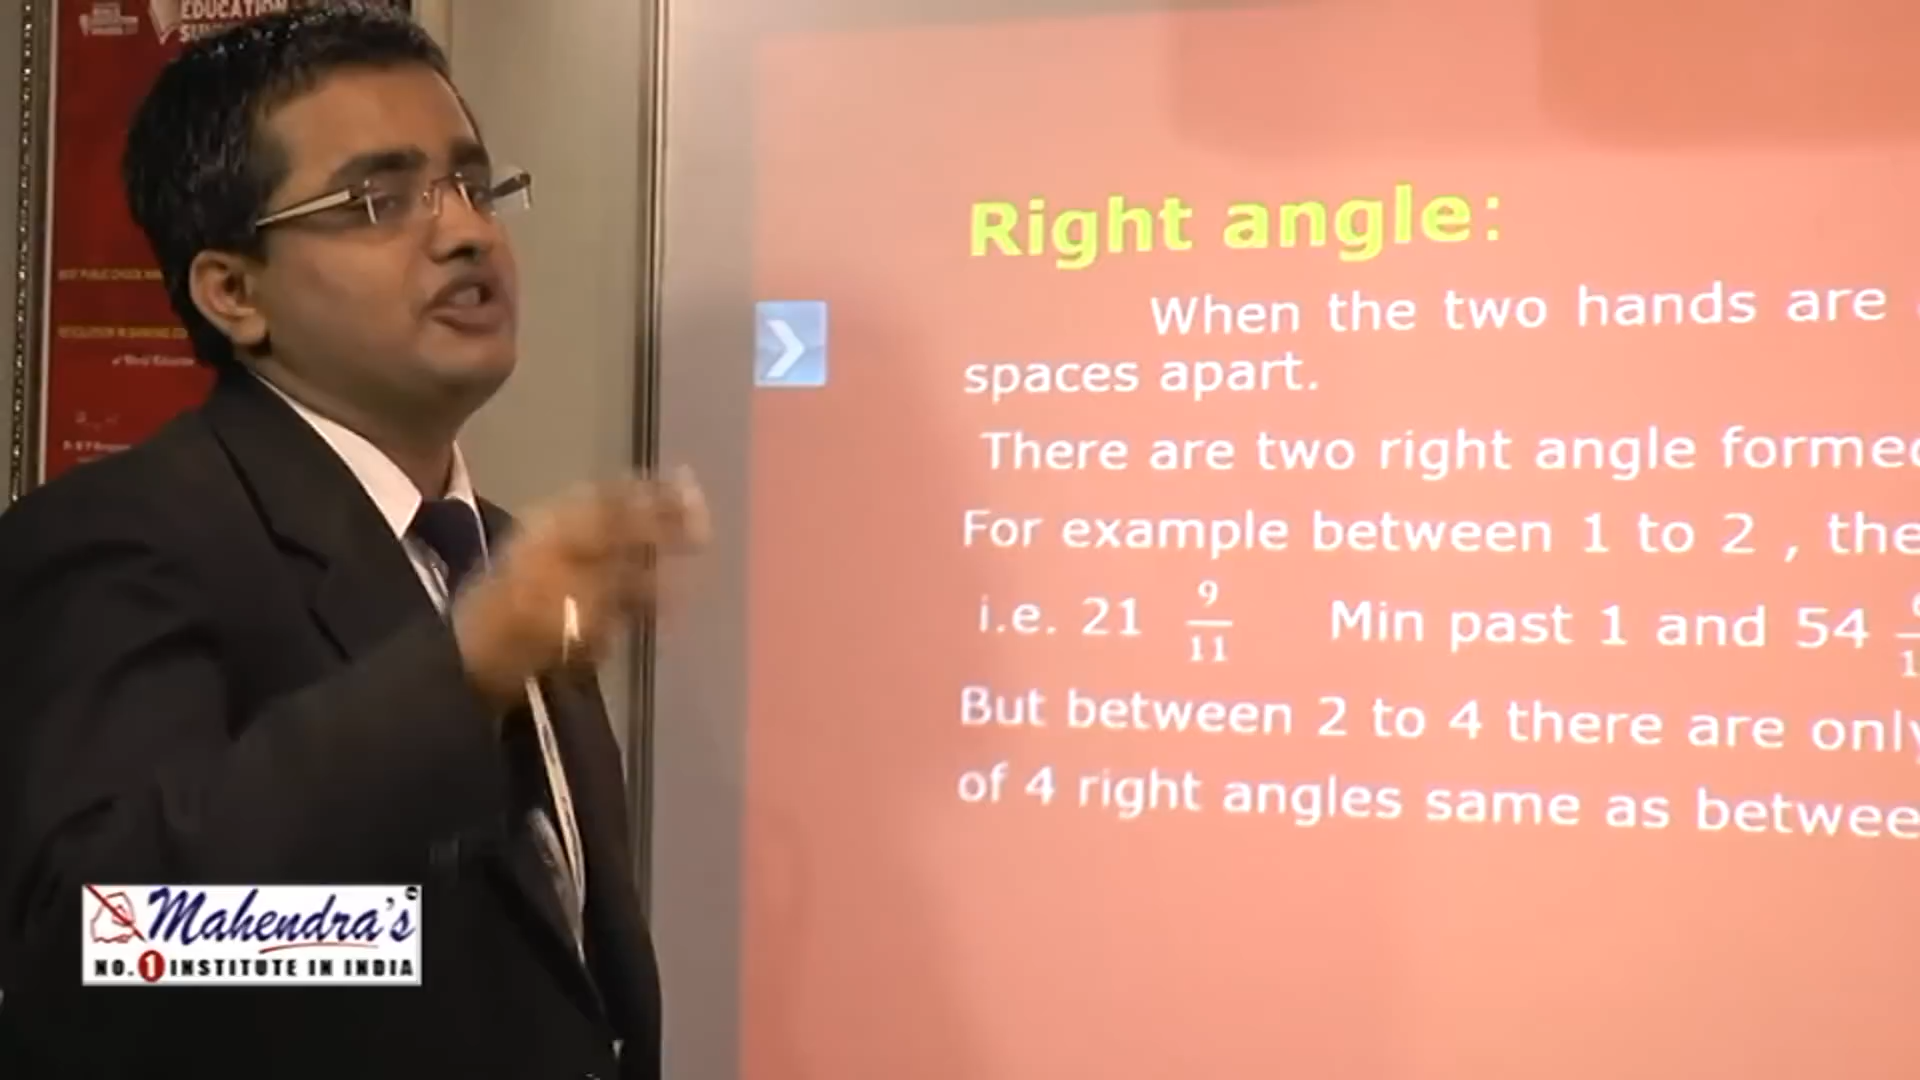 EDUCATION
Right angle:
When the two hands are
spaces apart.
There are two right angle formed
For example between 1 to 2 , the
i.e. 21 9/11 Min past 1 and 54
But between 2 to 4 there are only
of 4 right angles same as betwee
Mahendra's
NO.1 INSTITUTE IN INDIA